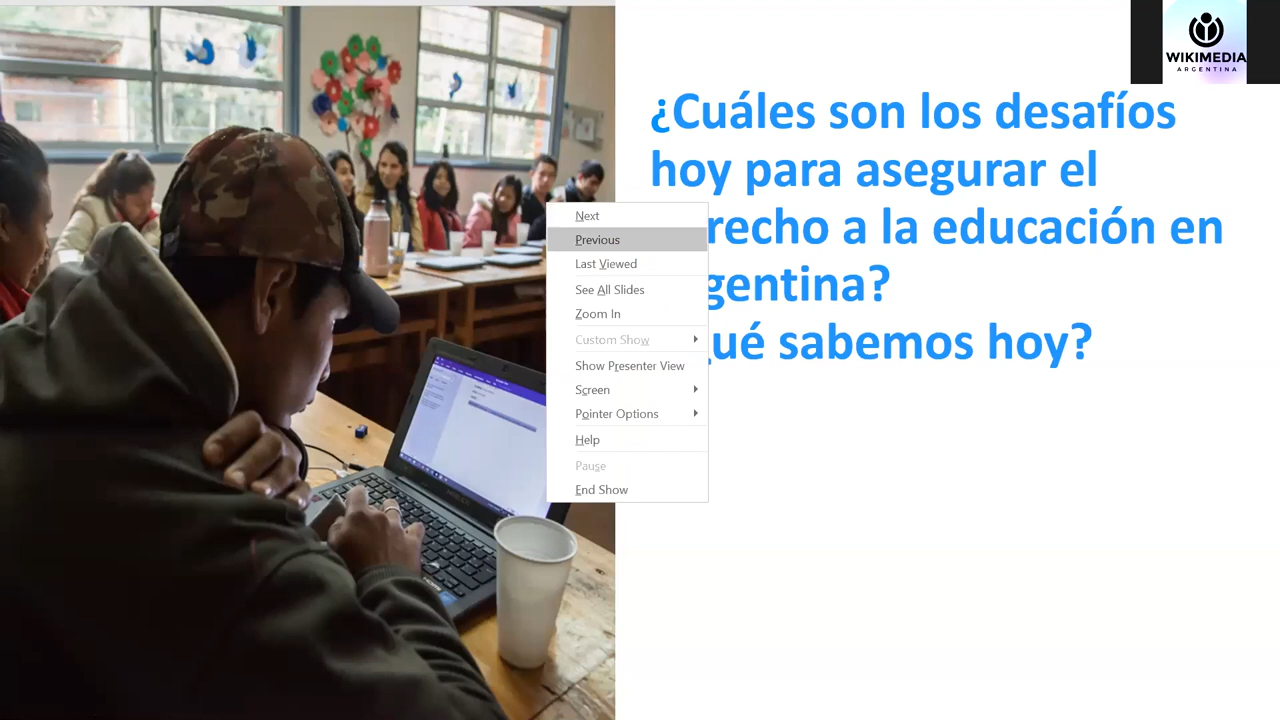 WIKIMEDIA
ARGENTINA
¿Cuáles son los desafíos
hoy para asegurar el
recho a la educación en
gentina?
ué sabemos hoy?
Next
Previous
Last Viewed
See All Slides
Zoom In
Custom Show
Show Presenter View
Screen
Pointer Options
Help
Pause
End Show